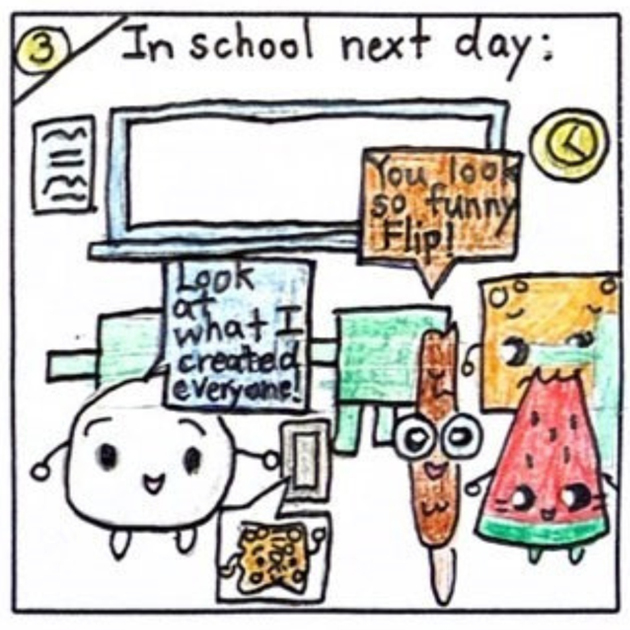 3
In school next day:
You look
so funny
Flip!
Look
at
what I
created
everyone!